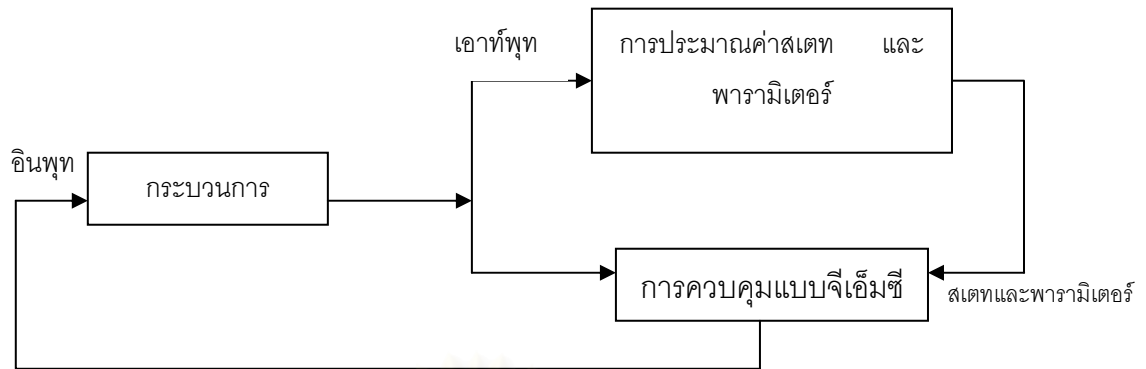 เอาท์พุท
การประมาณค่าสเตท และ
พารามิเตอร์
อินพุท
กระบวนการ
การควบคุมแบบจีเอ็มซี
สเตทและพารามิเตอร์